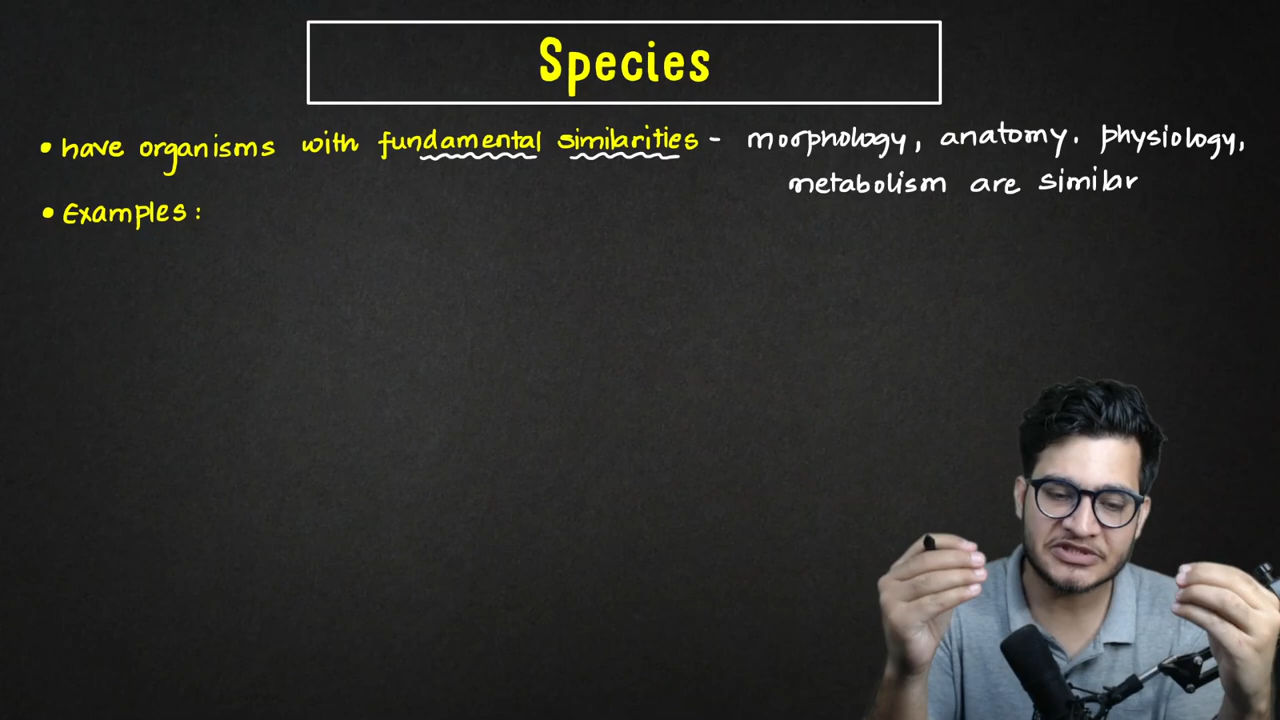 Species
• have organisms with fundamental similarities - morphology, anatomy. physiology,
metabolism are similar
• Examples: